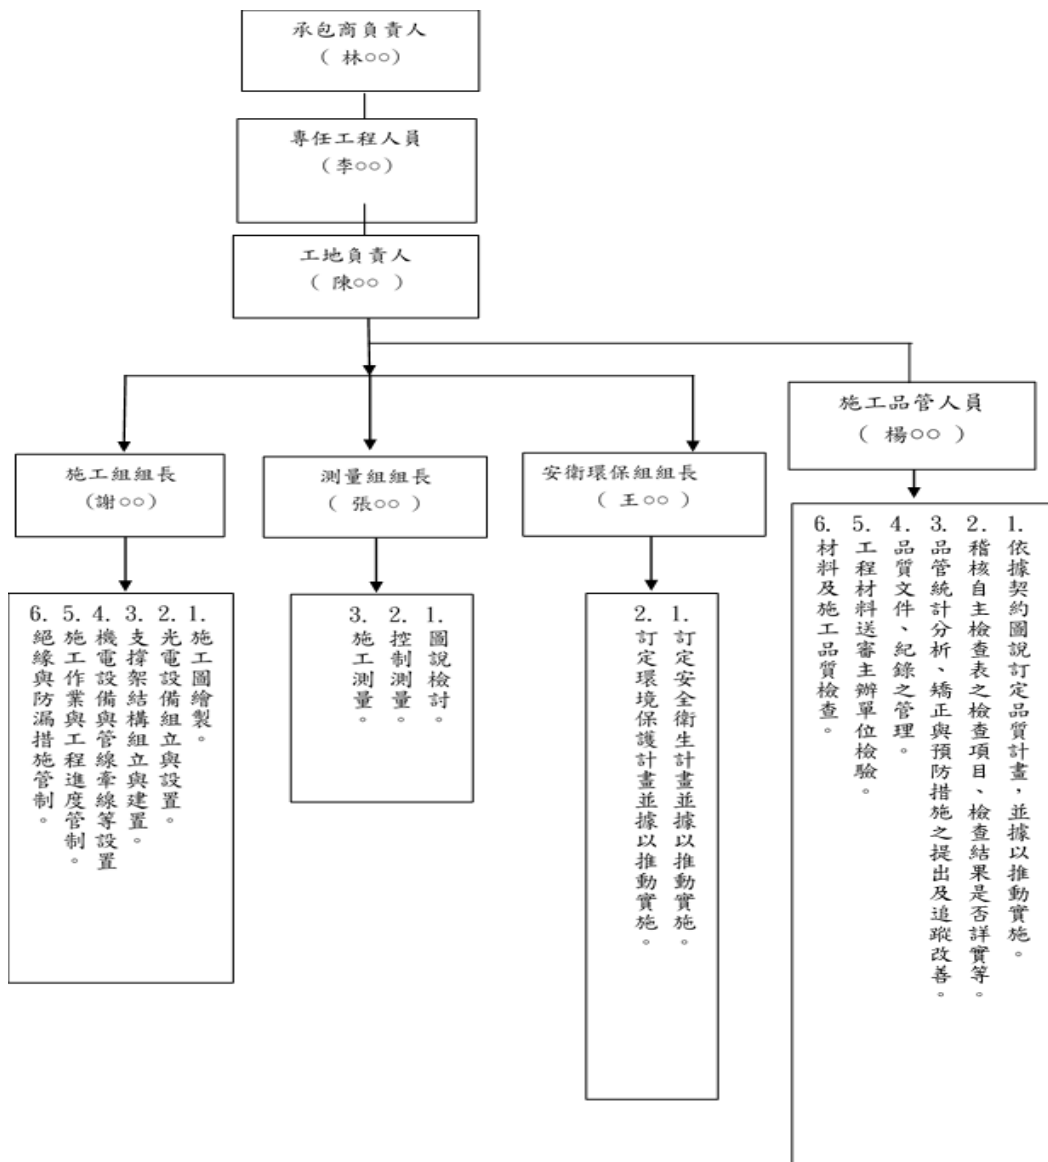 承包商負責人
( 林○○)
專任工程人員
(李○○)
工地負責人
( 陳○○ )
施工品管人員
( 楊○○ )
施工組組長
(謝○○)
測量組組長
( 張○○ )
安衛環保組組長
( 王○○ )
1. 施工圖繪製。
2. 光電設備組立與設置。
3. 支撐架結構組立與建置。
4. 機電設備與管線牽線等設置
5. 施工作業與工程進度管制。
6. 絕緣與防漏措施管制。
1. 圖說檢討。
2. 控制測量。
3. 施工測量。
1. 訂定安全衛生計畫並據以推動實施。
2. 訂定環境保護計畫並據以推動實施。
1. 依據契約圖說訂定品質計畫，並據以推動實施。
2. 稽核自主檢查表之檢查項目、檢查結果是否詳實等。
3. 品管統計分析、矯正與預防措施之提出及追蹤改善。
4. 品質文件、紀錄之管理。
5. 工程材料送審主辦單位檢驗。
6. 材料及施工品質檢查。